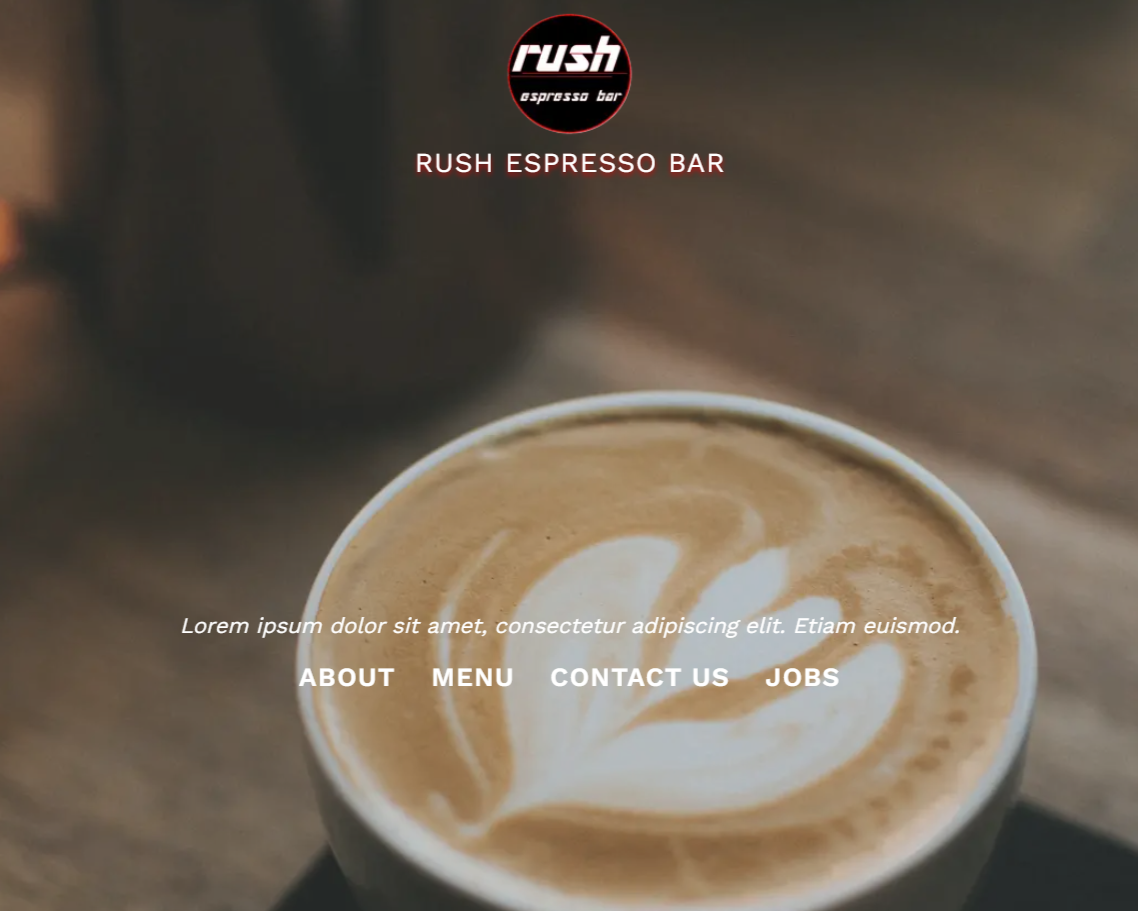 rush
espresso bar
RUSH ESPRESSO BAR
Lorem ipsum dolor sit amet, consectetur adipiscing elit. Etiam euismod.
ABOUT MENU CONTACT US JOBS